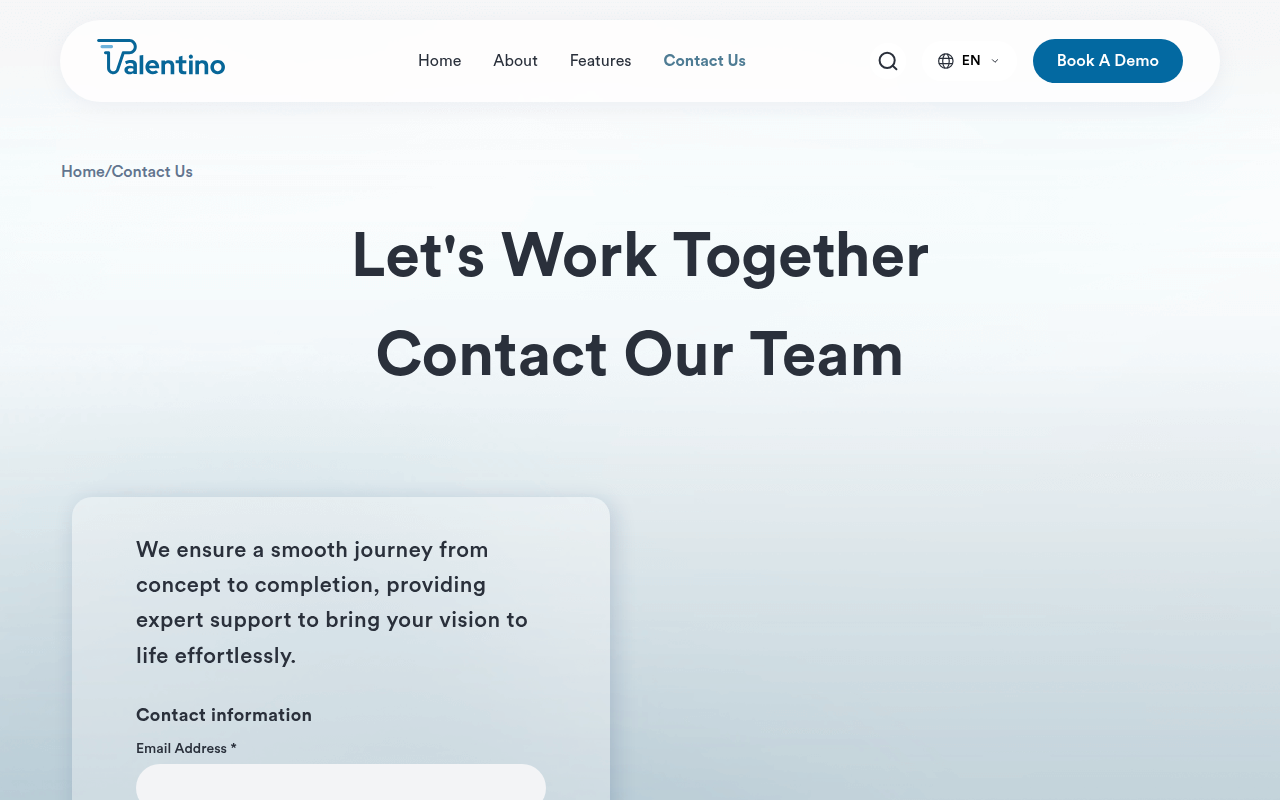 Valentino
Home
About
Features
Contact Us
EN
Book A Demo
Home/Contact Us
Let's Work Together
Contact Our Team
We ensure a smooth journey from
concept to completion, providing
expert support to bring your vision to
life effortlessly.
Contact information
Email Address *